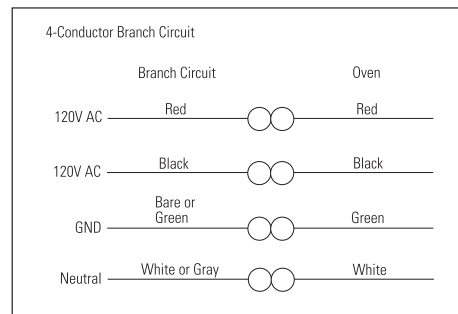 4-Conductor Branch Circuit
Branch Circuit Oven
120V AC Red Red
120V AC Black Black
Bare or
GND Green Green
Neutral White or Gray White